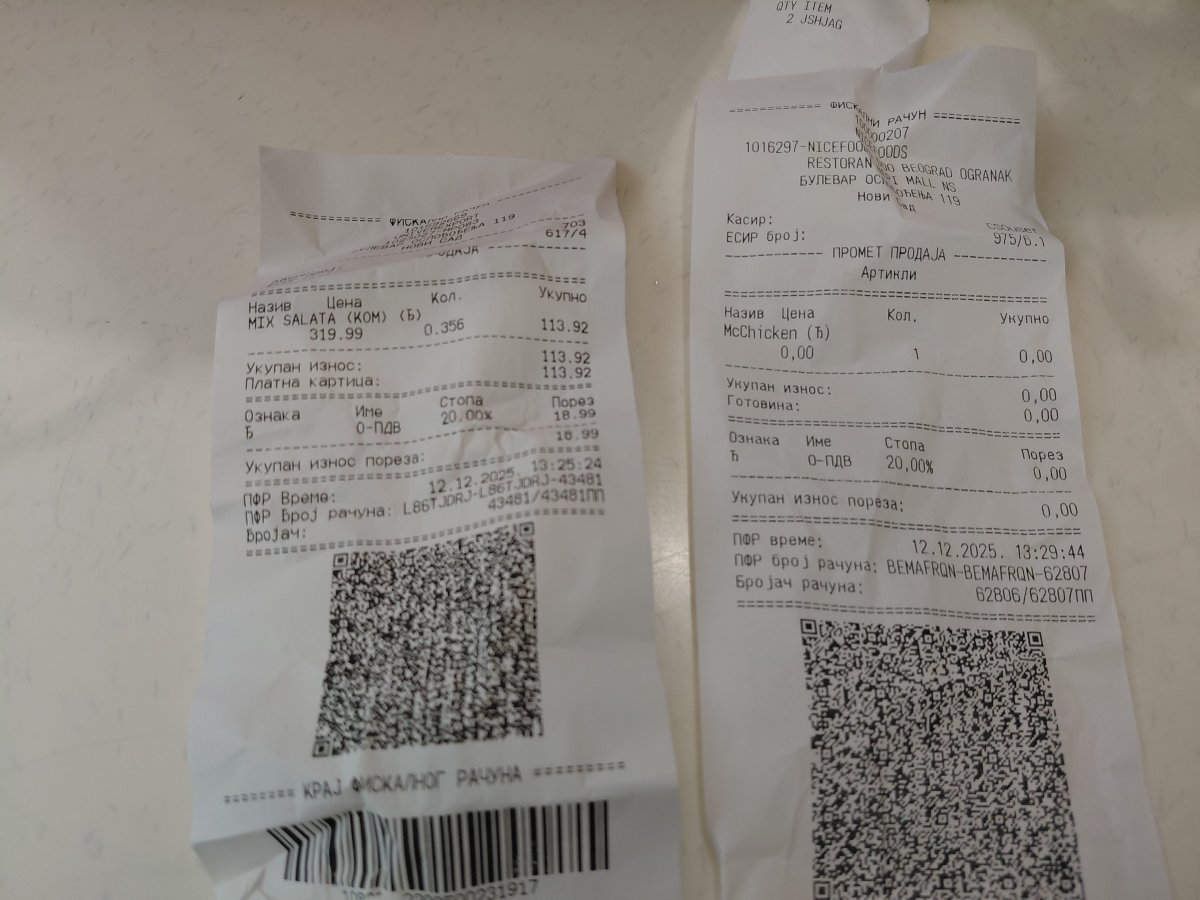 ============ ФИСКАЛНИ РАЧУН
УНИВЕРЕКСПОРТ
119
НОВИ САД
703
617/4
ПРОДАЈА
Назив Цена Кол. Укупно
MIX SALATA (KOM) (Ђ)
319.99 0.356 113.92
Укупан износ: 113.92
Платна картица: 113.92
Ознака Име Стопа Порез
Ђ О-ПДВ 20.00% 18.99
Укупан износ пореза: 18.99
ПФР Време: 12.12.2025. 13:25:24
ПФР Број рачуна: L86TJDRJ-L86TJDRJ-43481
Бројач: 43481/43481ПП
======== КРАЈ ФИСКАЛНОГ РАЧУНА =========
QTY ITEM
2 JSHJAG
============ ФИСКАЛНИ РАЧУН ============
1016297-NICEFOODS
RESTORAN BEOGRAD OGRANAK
MALL NS
БУЛЕВАР 119
Нови Сад
Касир: CSOuser
ЕСИР број: 975/6.1
---------- ПРОМЕТ ПРОДАЈА ----------
Артикли
Назив Цена Кол. Укупно
McChicken (Ђ)
0,00 1 0,00
Укупан износ: 0,00
Готовина: 0,00
Ознака Име Стопа Порез
Ђ О-ПДВ 20,00% 0,00
Укупан износ пореза: 0,00
ПФР време: 12.12.2025. 13:29:44
ПФР број рачуна: BEMAFRQN-BEMAFRQN-62807
Бројач рачуна: 62806/62807ПП